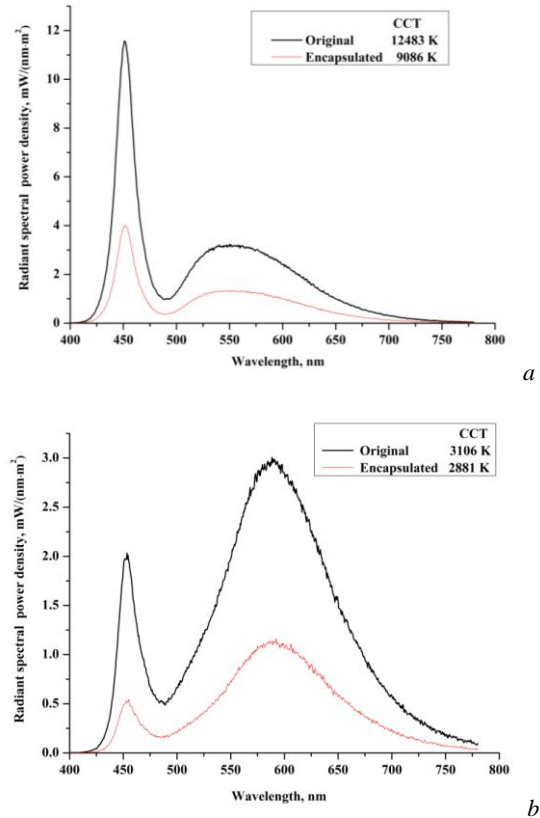 CCT
Original 12483 K
Encapsulated 9086 K
Radiant spectral power density, mW/(nm·m²)
12
10
8
6
4
2
0
400 450 500 550 600 650 700 750 800
Wavelength, nm
a
CCT
Original 3106 K
Encapsulated 2881 K
Radiant spectral power density, mW/(nm·m²)
3.0
2.5
2.0
1.5
1.0
0.5
0.0
400 450 500 550 600 650 700 750 800
Wavelength, nm
b